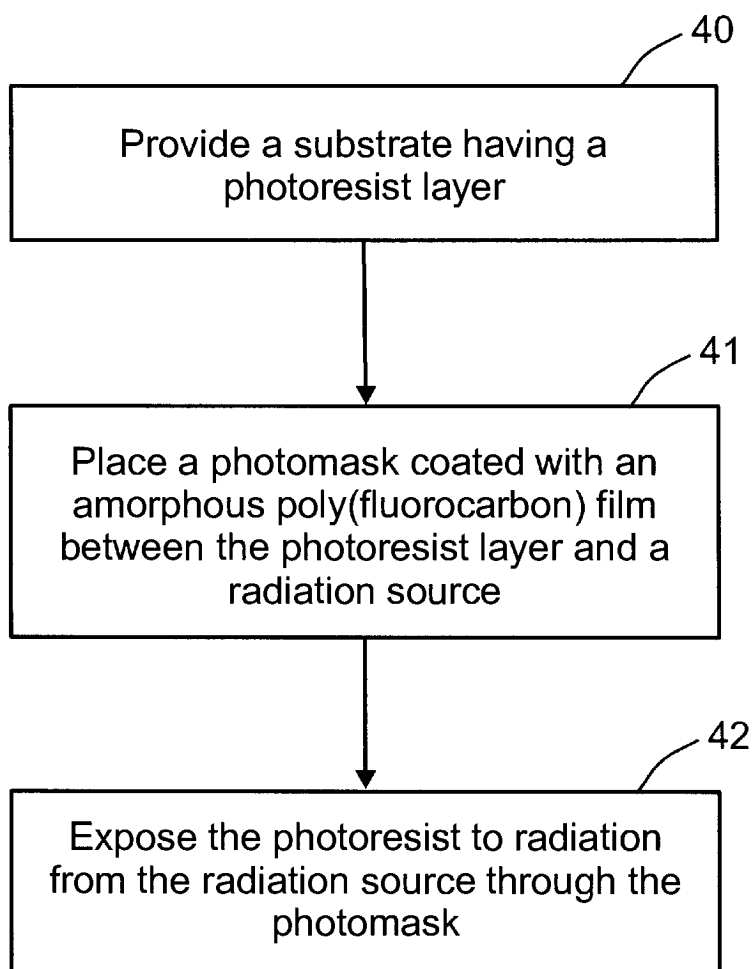 40
Provide a substrate having a
photoresist layer
41
Place a photomask coated with an
amorphous poly(fluorocarbon) film
between the photoresist layer and a
radiation source
42
Expose the photoresist to radiation
from the radiation source through the
photomask